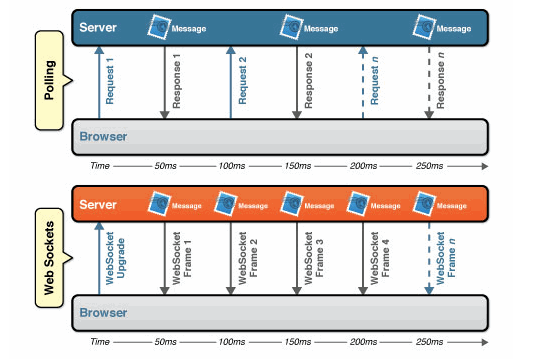 Polling
Server
Message
Message
Message
Request 1
Response 1
Request 2
Response 2
Request n
Response n
Browser
Time
50ms
100ms
150ms
200ms
250ms
Web Sockets
Server
Message
Message
Message
Message
Message
WebSocket
Upgrade
WebSocket
Frame 1
WebSocket
Frame 2
WebSocket
Frame 3
WebSocket
Frame 4
WebSocket
Frame n
Browser
Time
50ms
100ms
150ms
200ms
250ms